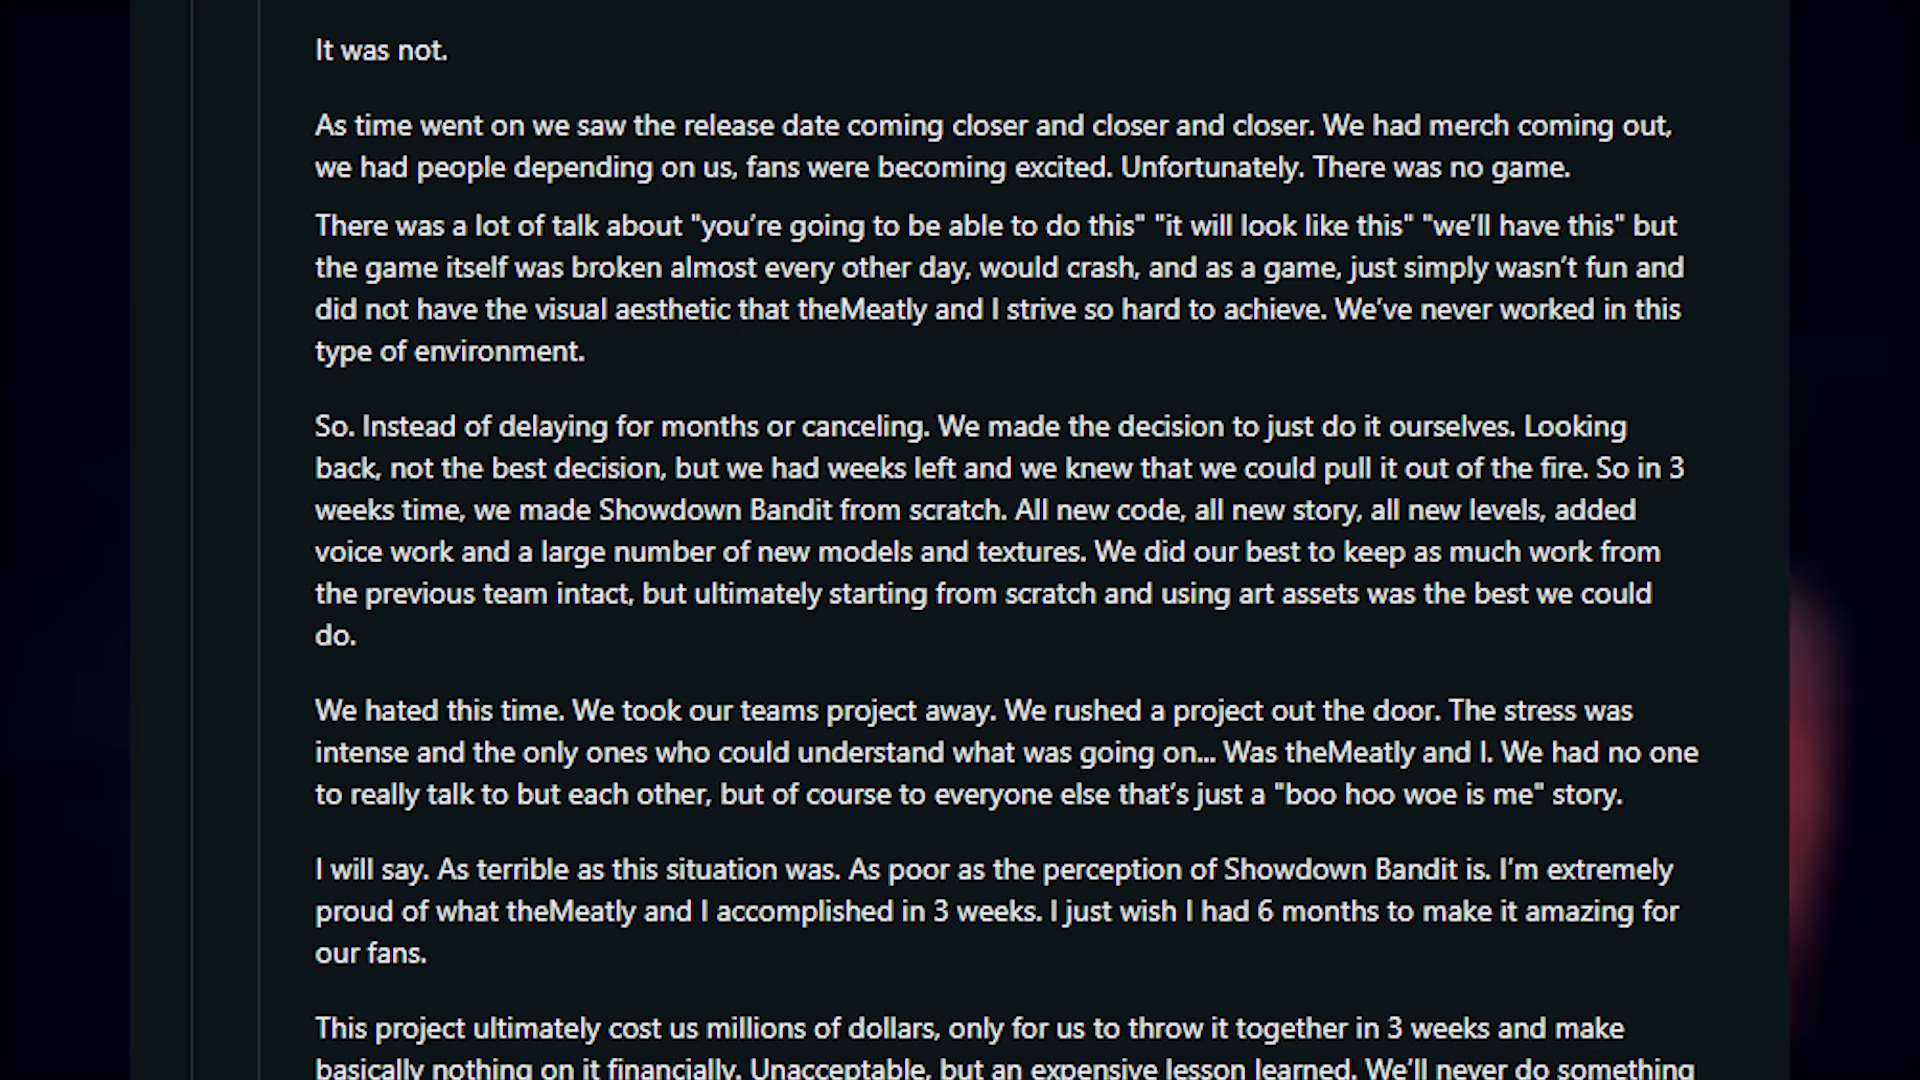 It was not.
As time went on we saw the release date coming closer and closer and closer. We had merch coming out,
we had people depending on us, fans were becoming excited. Unfortunately. There was no game.
There was a lot of talk about "you’re going to be able to do this" "it will look like this" "we’ll have this" but
the game itself was broken almost every other day, would crash, and as a game, just simply wasn’t fun and
did not have the visual aesthetic that theMeatly and I strive so hard to achieve. We’ve never worked in this
type of environment.
So. Instead of delaying for months or canceling. We made the decision to just do it ourselves. Looking
back, not the best decision, but we had weeks left and we knew that we could pull it out of the fire. So in 3
weeks time, we made Showdown Bandit from scratch. All new code, all new story, all new levels, added
voice work and a large number of new models and textures. We did our best to keep as much work from
the previous team intact, but ultimately starting from scratch and using art assets was the best we could
do.
We hated this time. We took our teams project away. We rushed a project out the door. The stress was
intense and the only ones who could understand what was going on... Was theMeatly and I. We had no one
to really talk to but each other, but of course to everyone else that’s just a "boo hoo woe is me" story.
I will say. As terrible as this situation was. As poor as the perception of Showdown Bandit is. I’m extremely
proud of what theMeatly and I accomplished in 3 weeks. I just wish I had 6 months to make it amazing for
our fans.
This project ultimately cost us millions of dollars, only for us to throw it together in 3 weeks and make
basically nothing on it financially. Unacceptable, but an expensive lesson learned. We’ll never do something